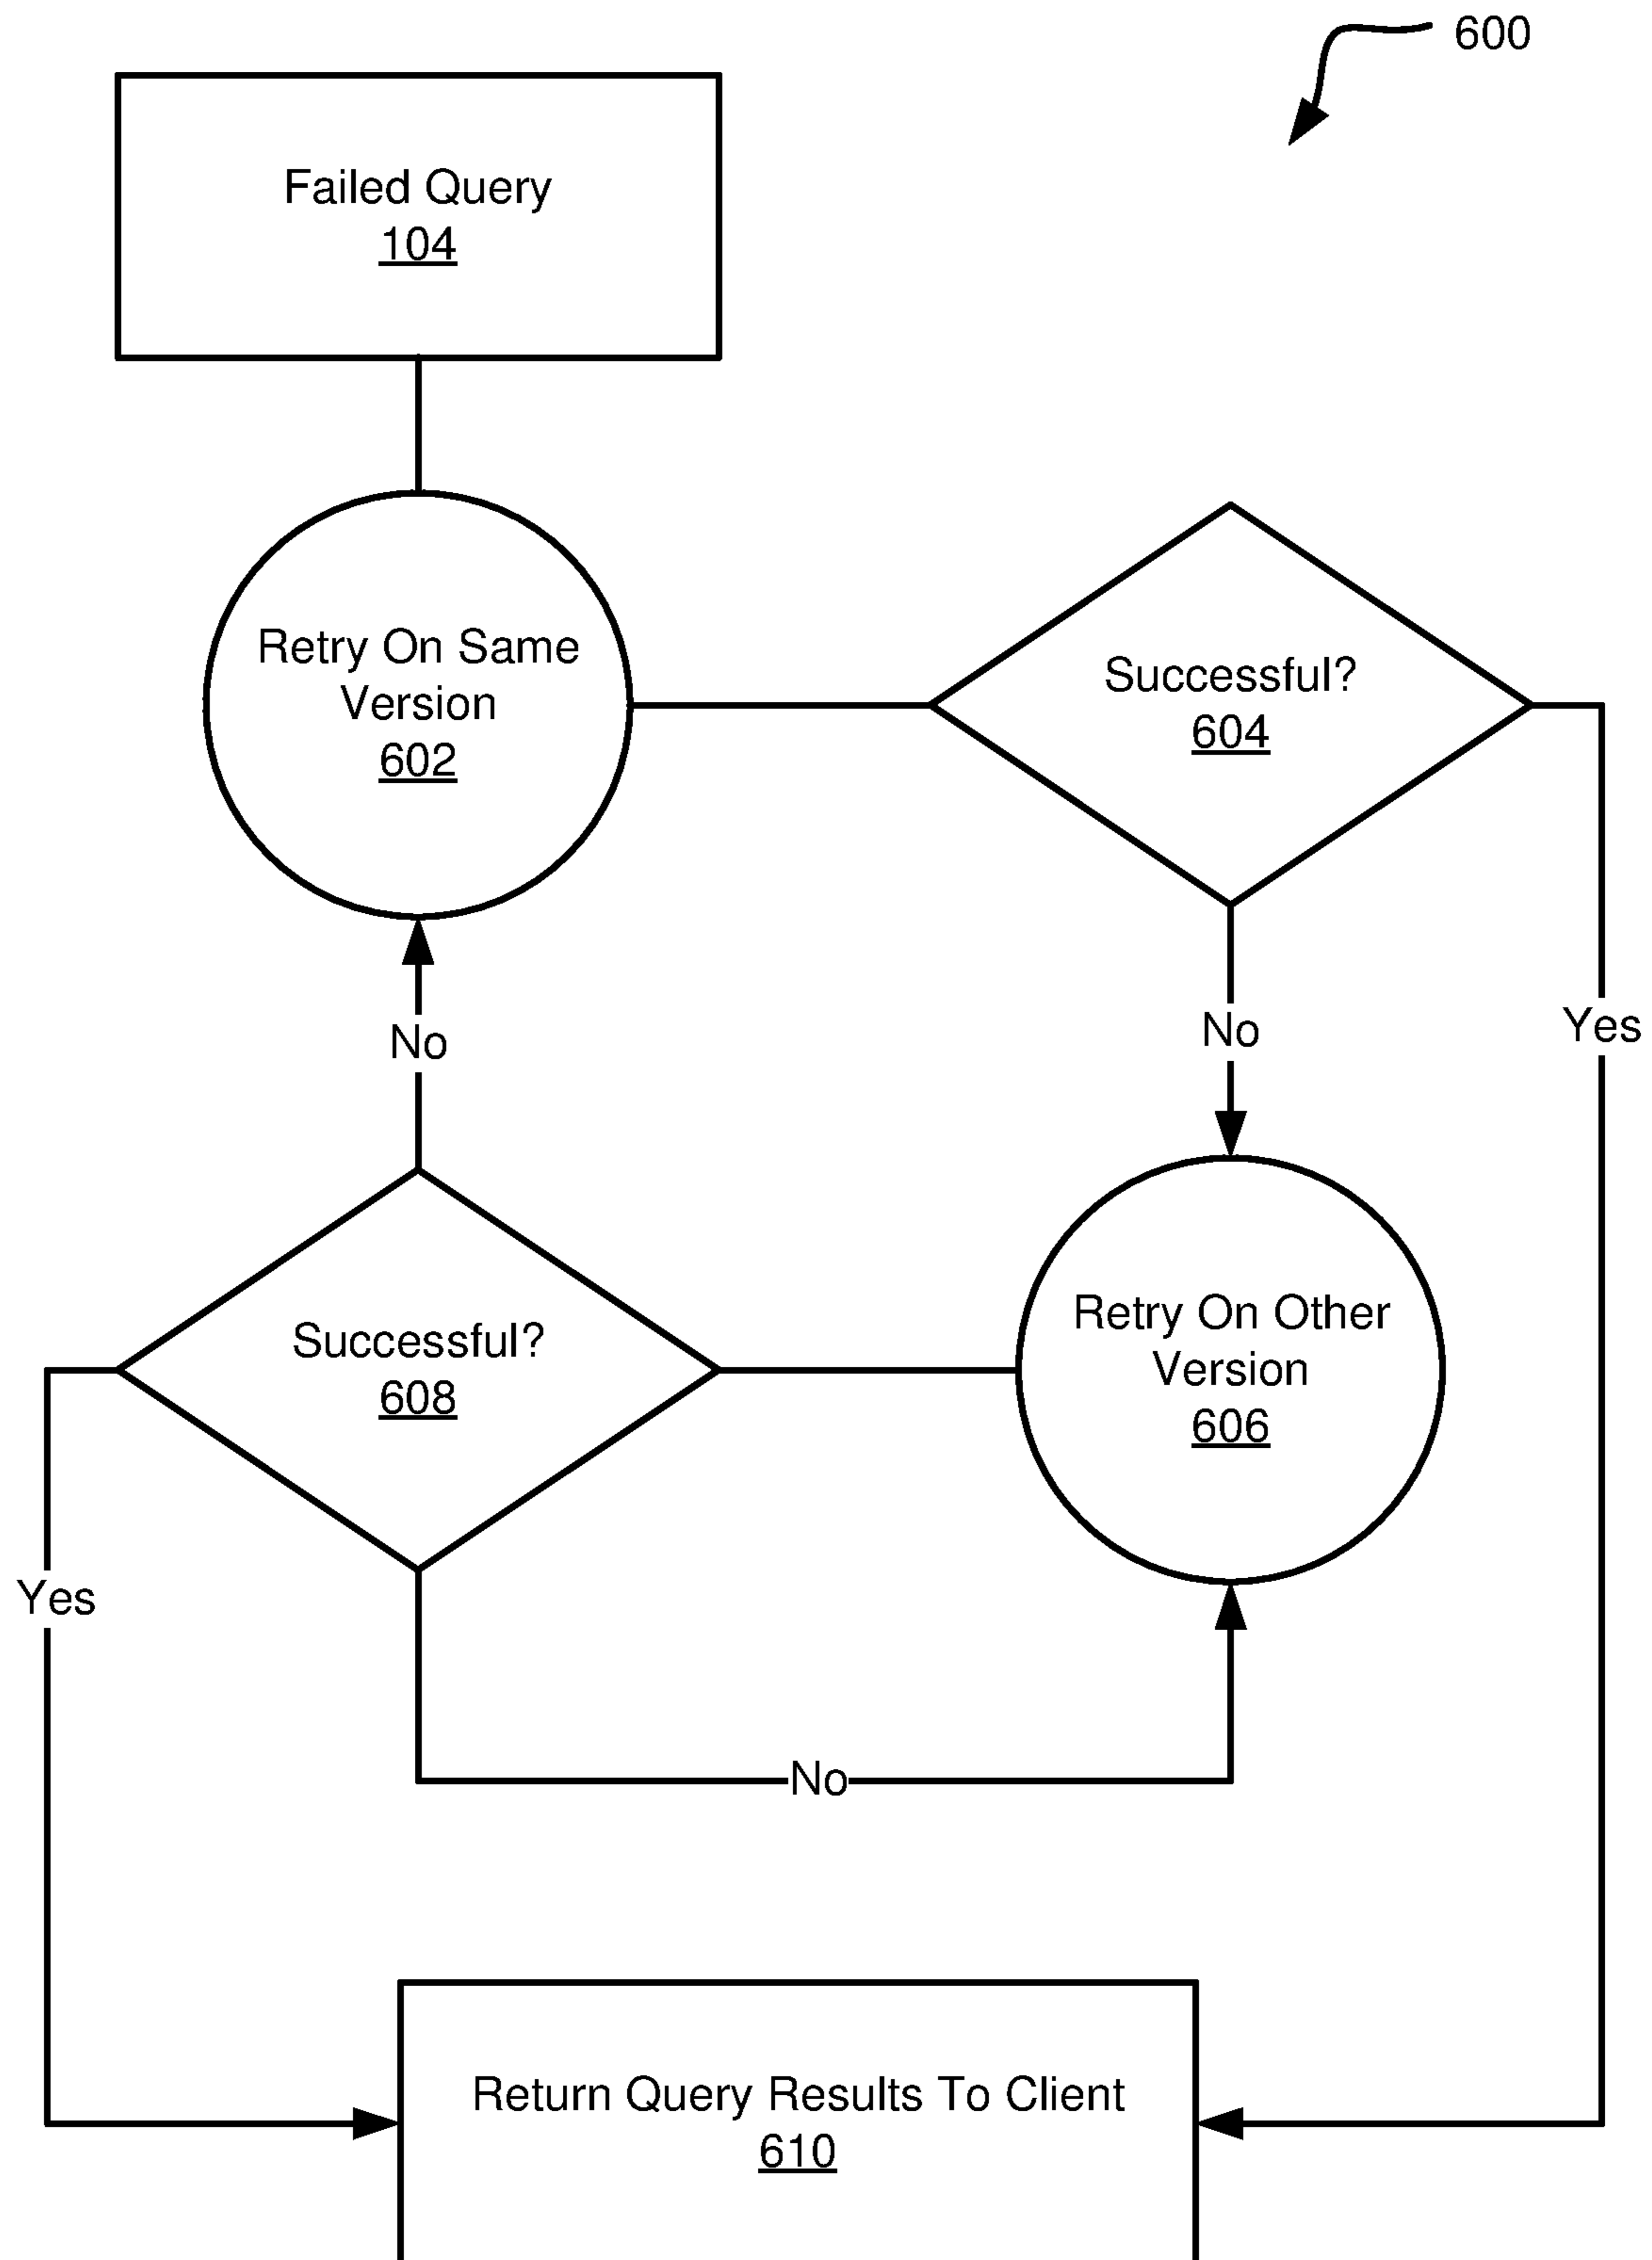 600
Failed Query
104
Retry On Same
Version
602
Successful?
604
No
No
Yes
Successful?
608
Retry On Other
Version
606
Yes
No
Return Query Results To Client
610